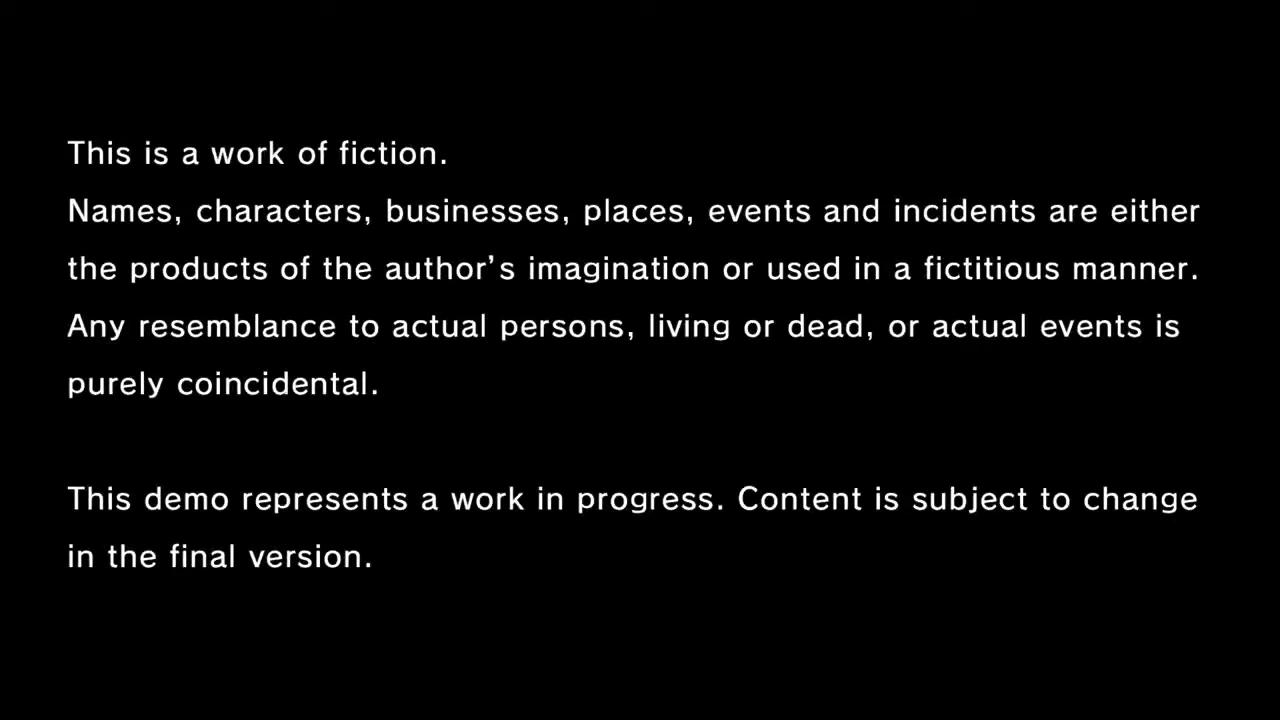 This is a work of fiction.
Names, characters, businesses, places, events and incidents are either
the products of the author’s imagination or used in a fictitious manner.
Any resemblance to actual persons, living or dead, or actual events is
purely coincidental.
This demo represents a work in progress. Content is subject to change
in the final version.